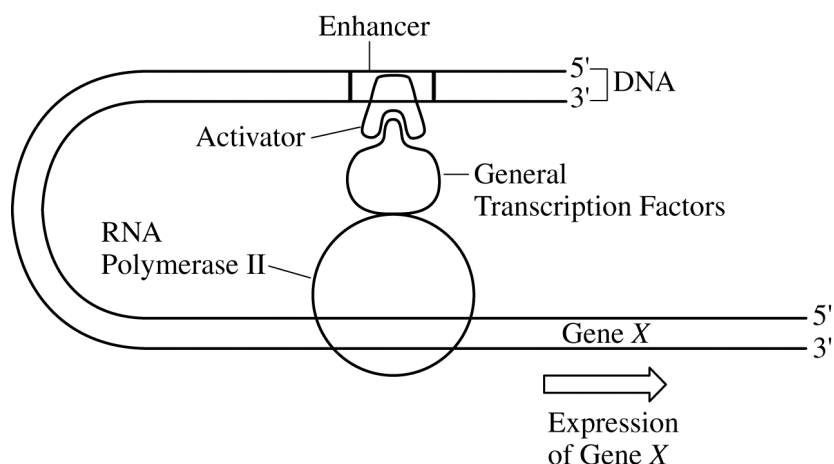 Enhancer
5'
DNA
3'
Activator
General
Transcription Factors
RNA
Polymerase II
5'
Gene X
3'
Expression
of Gene X